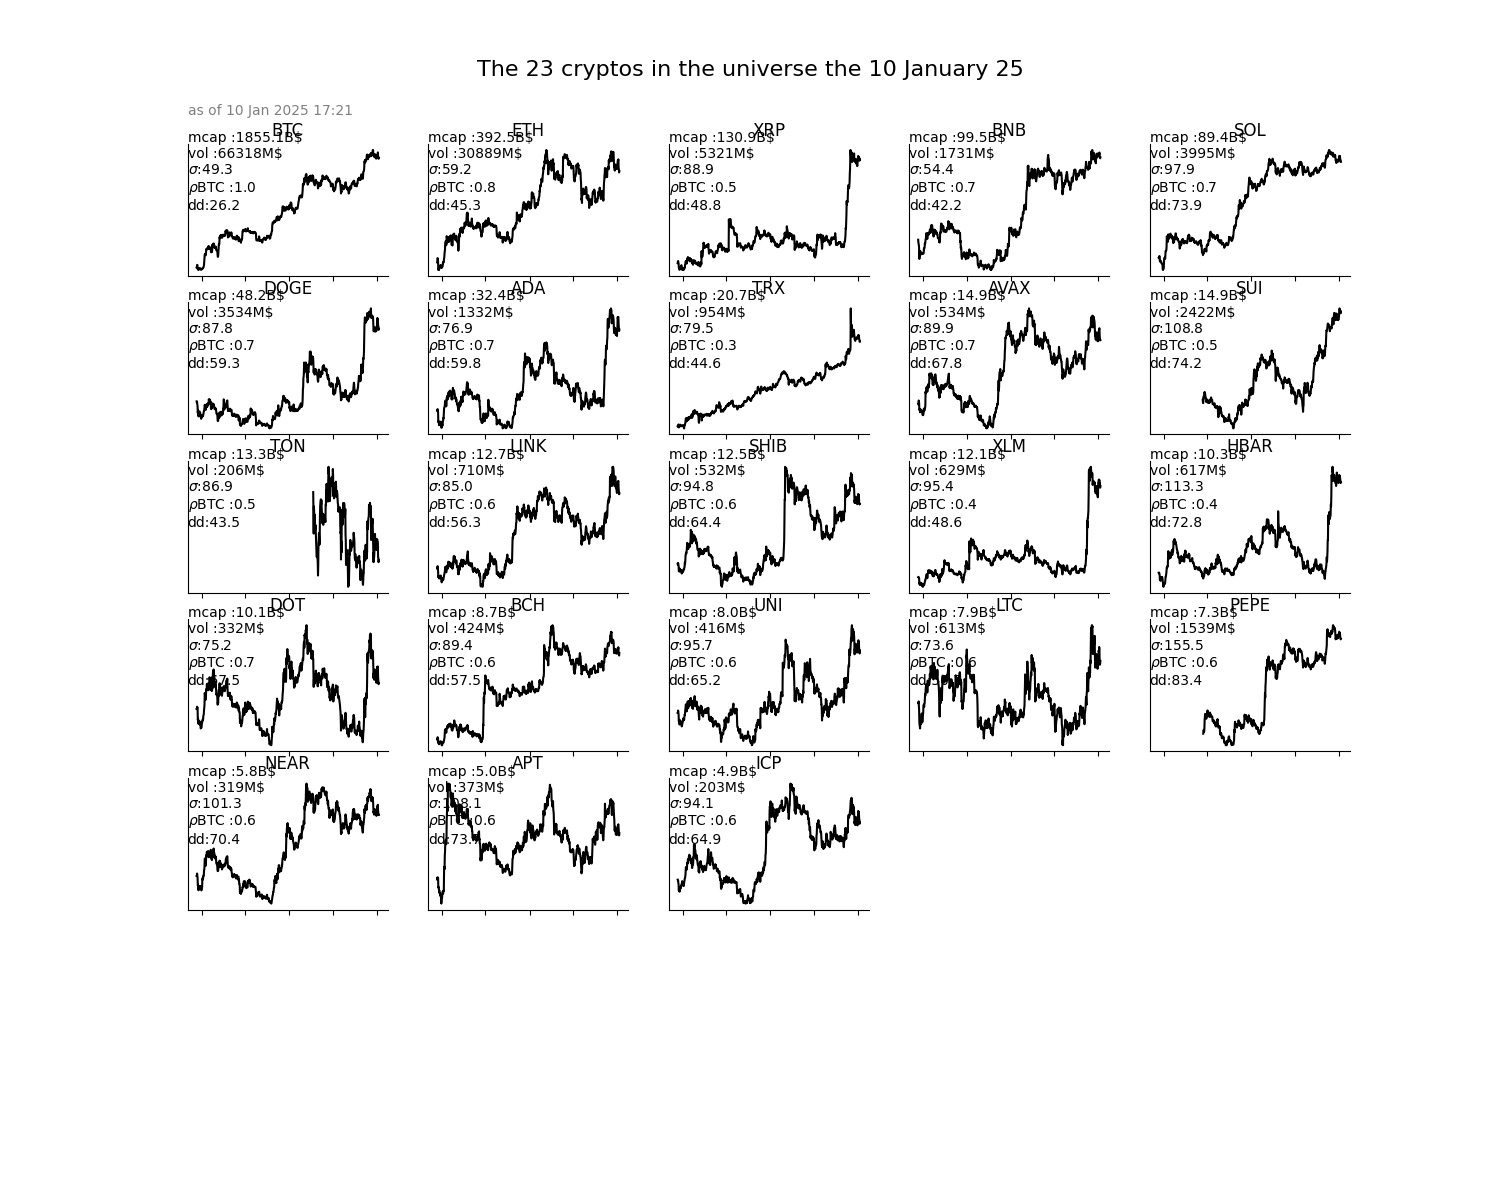 The 23 cryptos in the universe the 10 January 25
as of 10 Jan 2025 17:21
BTC
mcap :1855.1B$
vol :66318M$
σ:49.3
ρBTC :1.0
dd:26.2
ETH
mcap :392.5B$
vol :30889M$
σ:59.2
ρBTC :0.8
dd:45.3
XRP
mcap :130.9B$
vol :5321M$
σ:88.9
ρBTC :0.5
dd:48.8
BNB
mcap :99.5B$
vol :1731M$
σ:54.4
ρBTC :0.7
dd:42.2
SOL
mcap :89.4B$
vol :3995M$
σ:97.9
ρBTC :0.7
dd:73.9
DOGE
mcap :48.2B$
vol :3534M$
σ:87.8
ρBTC :0.7
dd:59.3
ADA
mcap :32.4B$
vol :1332M$
σ:76.9
ρBTC :0.7
dd:59.8
TRX
mcap :20.7B$
vol :954M$
σ:79.5
ρBTC :0.3
dd:44.6
AVAX
mcap :14.9B$
vol :534M$
σ:89.9
ρBTC :0.7
dd:67.8
SUI
mcap :14.9B$
vol :2422M$
σ:108.8
ρBTC :0.5
dd:74.2
TON
mcap :13.3B$
vol :206M$
σ:86.9
ρBTC :0.5
dd:43.5
LINK
mcap :12.7B$
vol :710M$
σ:85.0
ρBTC :0.6
dd:56.3
SHIB
mcap :12.5B$
vol :532M$
σ:94.8
ρBTC :0.6
dd:64.4
XLM
mcap :12.1B$
vol :629M$
σ:95.4
ρBTC :0.4
dd:48.6
HBAR
mcap :10.3B$
vol :617M$
σ:113.3
ρBTC :0.4
dd:72.8
DOT
mcap :10.1B$
vol :332M$
σ:75.2
ρBTC :0.7
BCH
mcap :8.7B$
vol :424M$
σ:89.4
ρBTC :0.6
dd:57.5
UNI
mcap :8.0B$
vol :416M$
σ:95.7
ρBTC :0.6
dd:65.2
LTC
mcap :7.9B$
vol :613M$
σ:73.6
ρBTC :0.6
PEPE
mcap :7.3B$
vol :1539M$
σ:155.5
ρBTC :0.6
dd:83.4
NEAR
mcap :5.8B$
vol :319M$
σ:101.3
ρBTC :0.6
dd:70.4
APT
mcap :5.0B$
vol :373M$
σ:108.1
ρBTC :0.6
ICP
mcap :4.9B$
vol :203M$
σ:94.1
ρBTC :0.6
dd:64.9